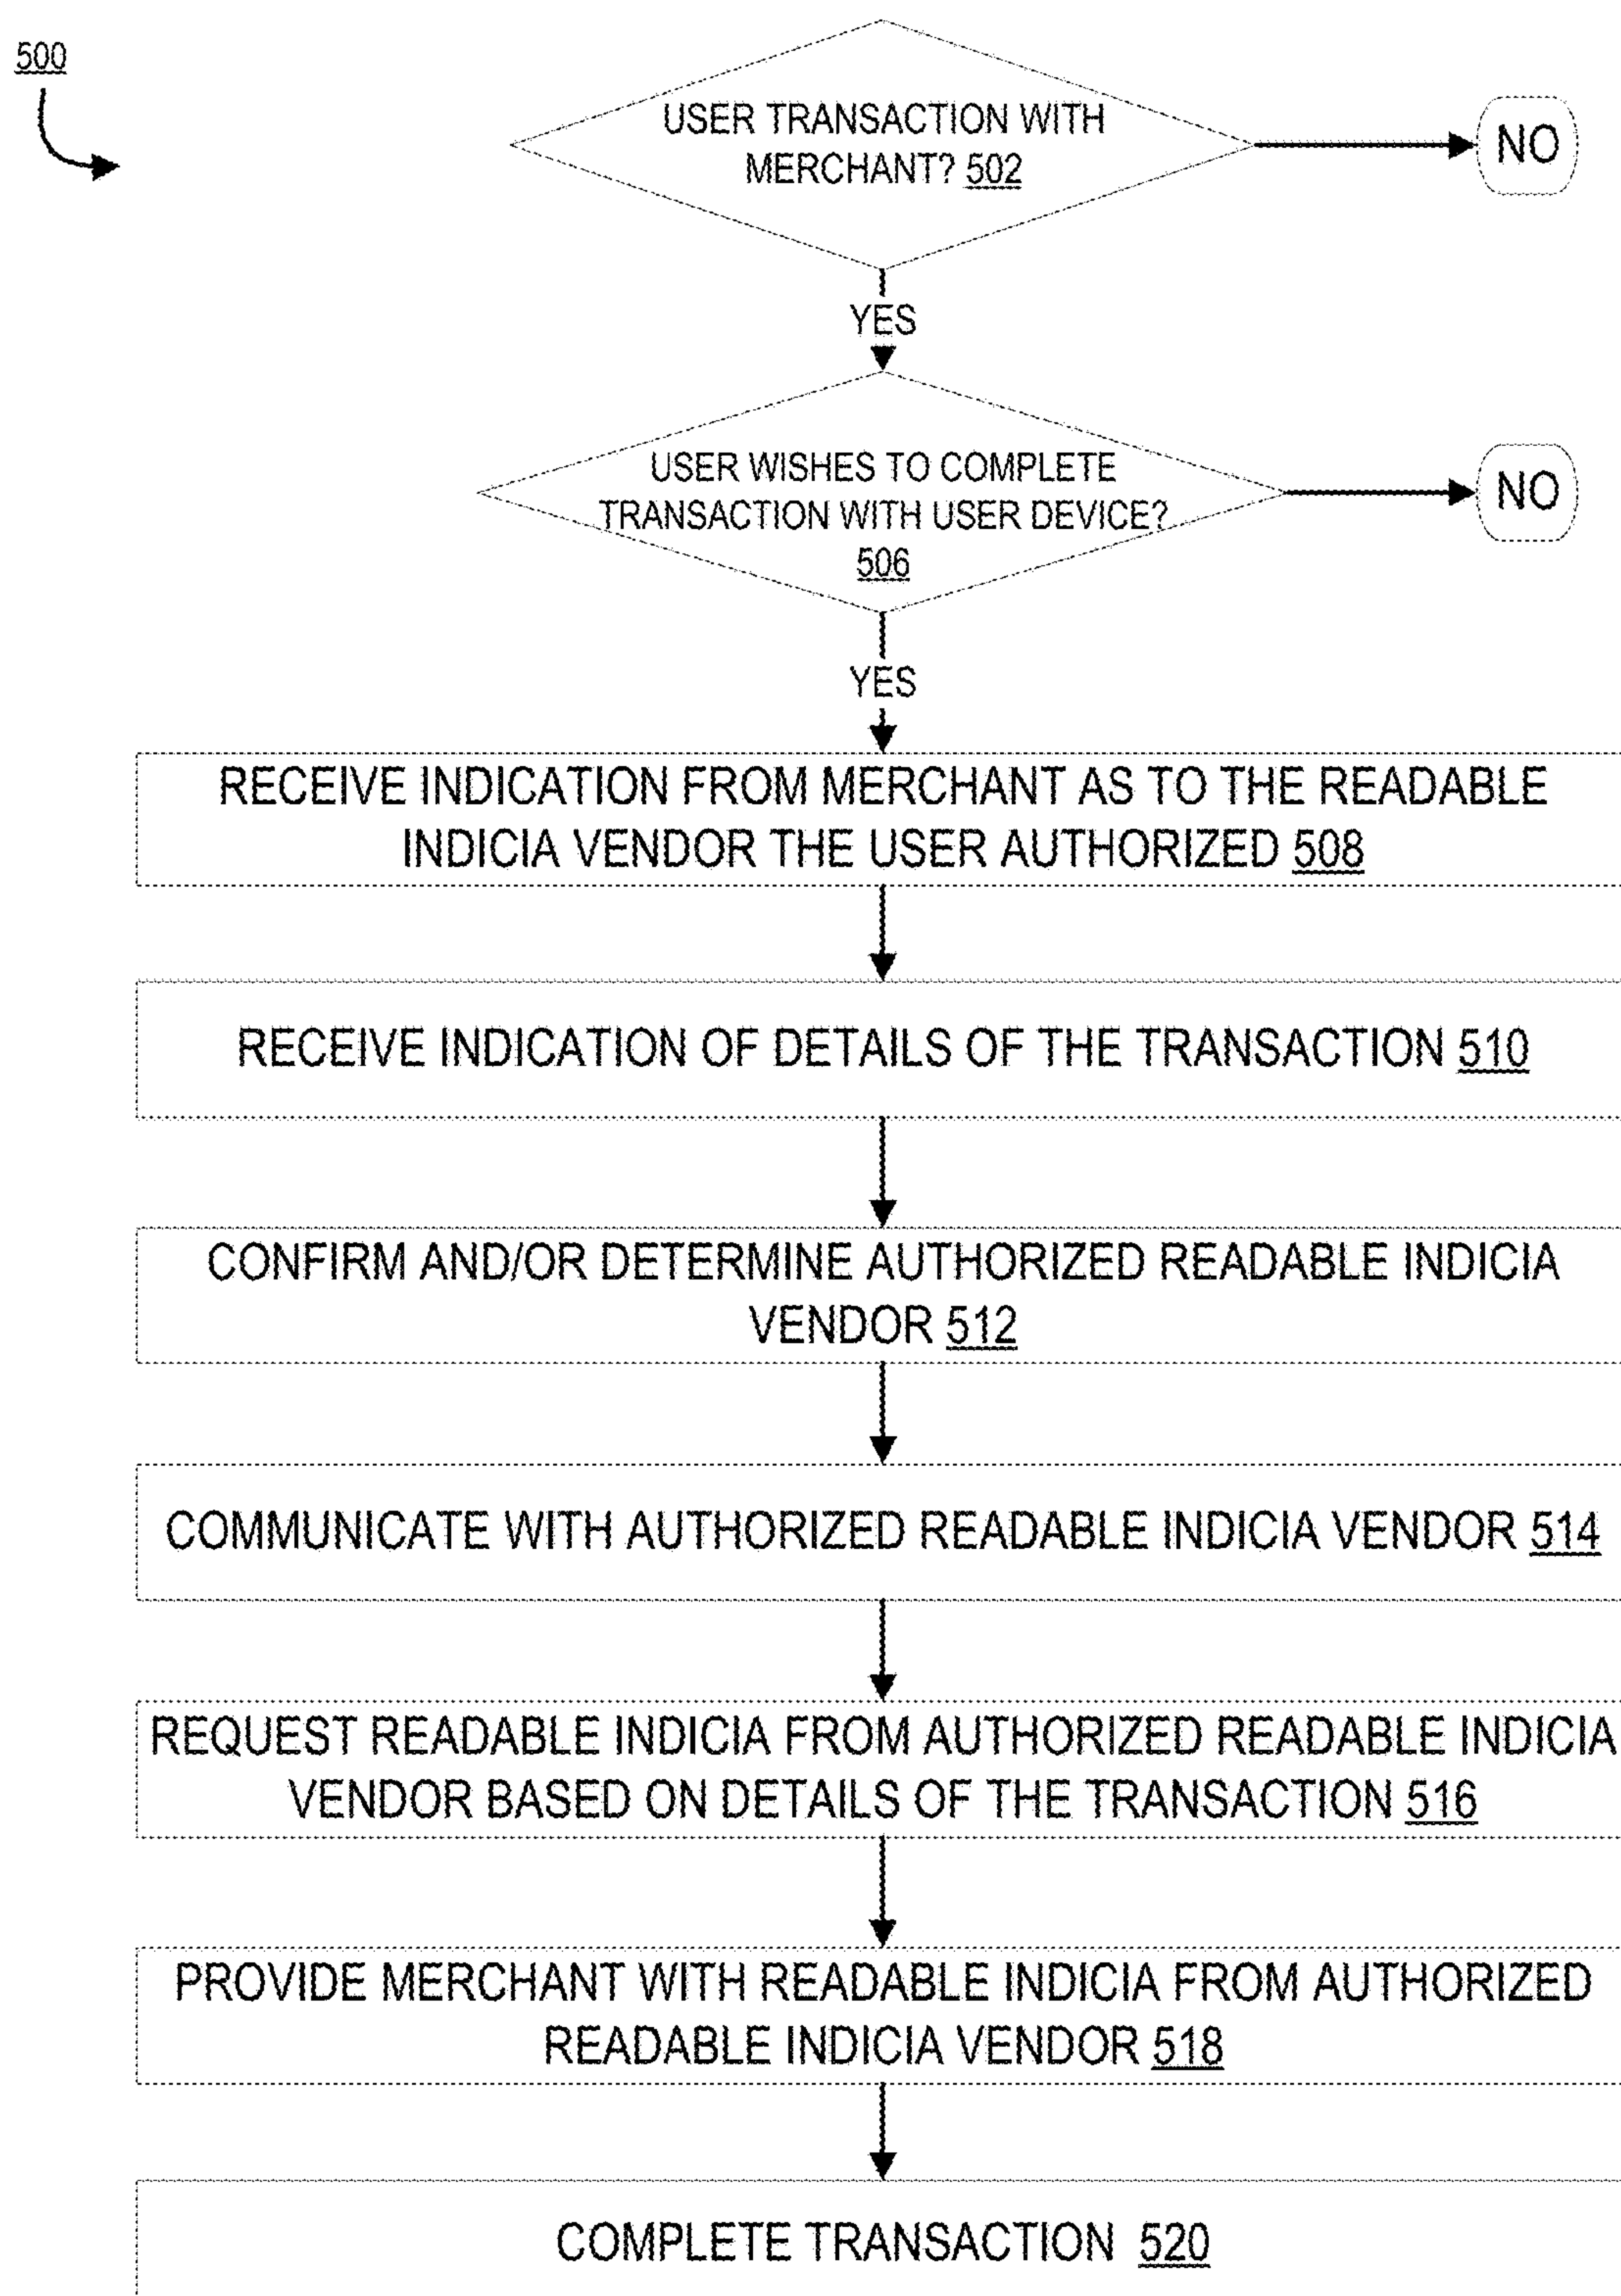 500
USER TRANSACTION WITH
MERCHANT? 502
NO
YES
USER WISHES TO COMPLETE
TRANSACTION WITH USER DEVICE?
506
NO
YES
RECEIVE INDICATION FROM MERCHANT AS TO THE READABLE
INDICIA VENDOR THE USER AUTHORIZED 508
RECEIVE INDICATION OF DETAILS OF THE TRANSACTION 510
CONFIRM AND/OR DETERMINE AUTHORIZED READABLE INDICIA
VENDOR 512
COMMUNICATE WITH AUTHORIZED READABLE INDICIA VENDOR 514
REQUEST READABLE INDICIA FROM AUTHORIZED READABLE INDICIA
VENDOR BASED ON DETAILS OF THE TRANSACTION 516
PROVIDE MERCHANT WITH READABLE INDICIA FROM AUTHORIZED
READABLE INDICIA VENDOR 518
COMPLETE TRANSACTION 520